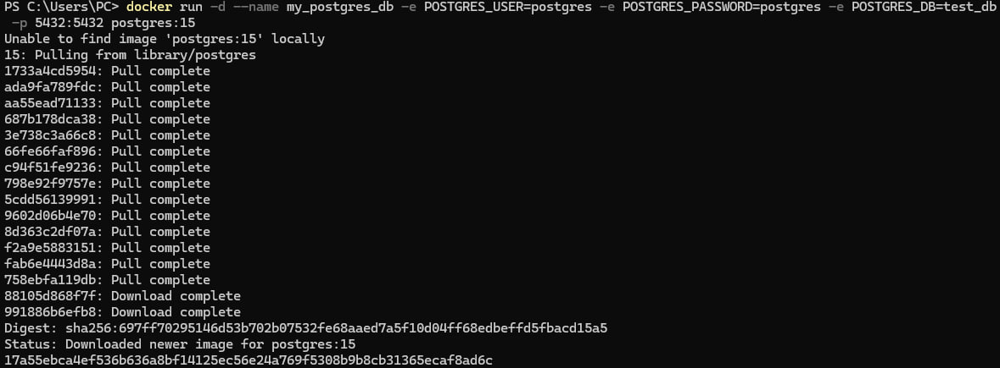 PS C:\Users\PC> docker run -d --name my_postgres_db -e POSTGRES_USER=postgres -e POSTGRES_PASSWORD=postgres -e POSTGRES_DB=test_db
-p 5432:5432 postgres:15
Unable to find image 'postgres:15' locally
15: Pulling from library/postgres
1733a4cd5954: Pull complete
ada9fa789fdc: Pull complete
aa55ead71133: Pull complete
687b178dca38: Pull complete
3e738c3a66c8: Pull complete
66fe66faf896: Pull complete
c94f51fe9236: Pull complete
798e92f9757e: Pull complete
5cdd56139991: Pull complete
9602d06b4e70: Pull complete
8d363c2df07a: Pull complete
f2a9e5883151: Pull complete
fab6e4443d8a: Pull complete
758ebfa119db: Pull complete
88105d868f7f: Download complete
991886b6efb8: Download complete
Digest: sha256:697ff70295146d53b702b07532fe68aaed7a5f10d04ff68edbeffd5fbacd15a5
Status: Downloaded newer image for postgres:15
17a55ebca4ef536b636a8bf14125ec56e24a769f5308b9b8cb31365ecaf8ad6c